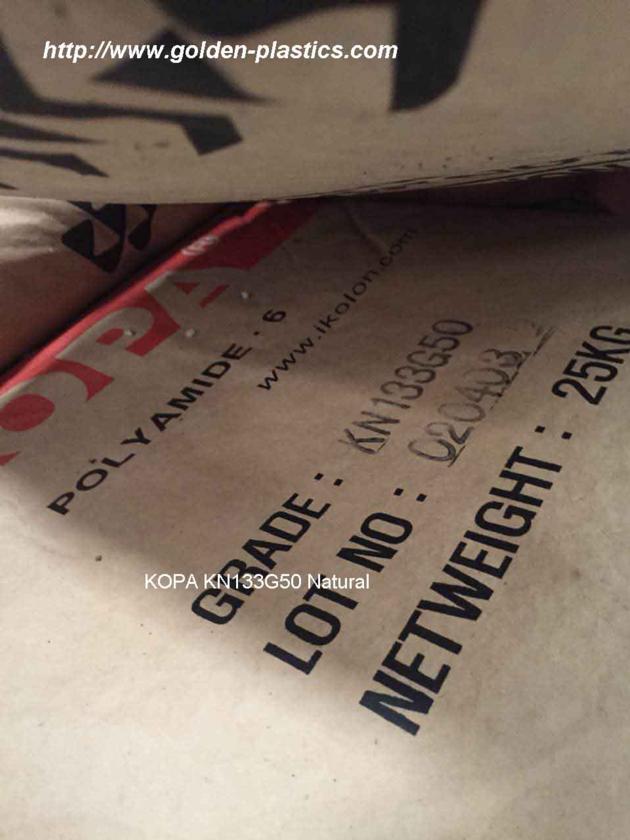 http://www.golden-plastics.com
KOPA(R)
POLYAMIDE - 6
www.ikolon.com
GRADE : KN133G50
LOT NO : C20403
NETWEIGHT : 25KG
KOPA KN133G50 Natural